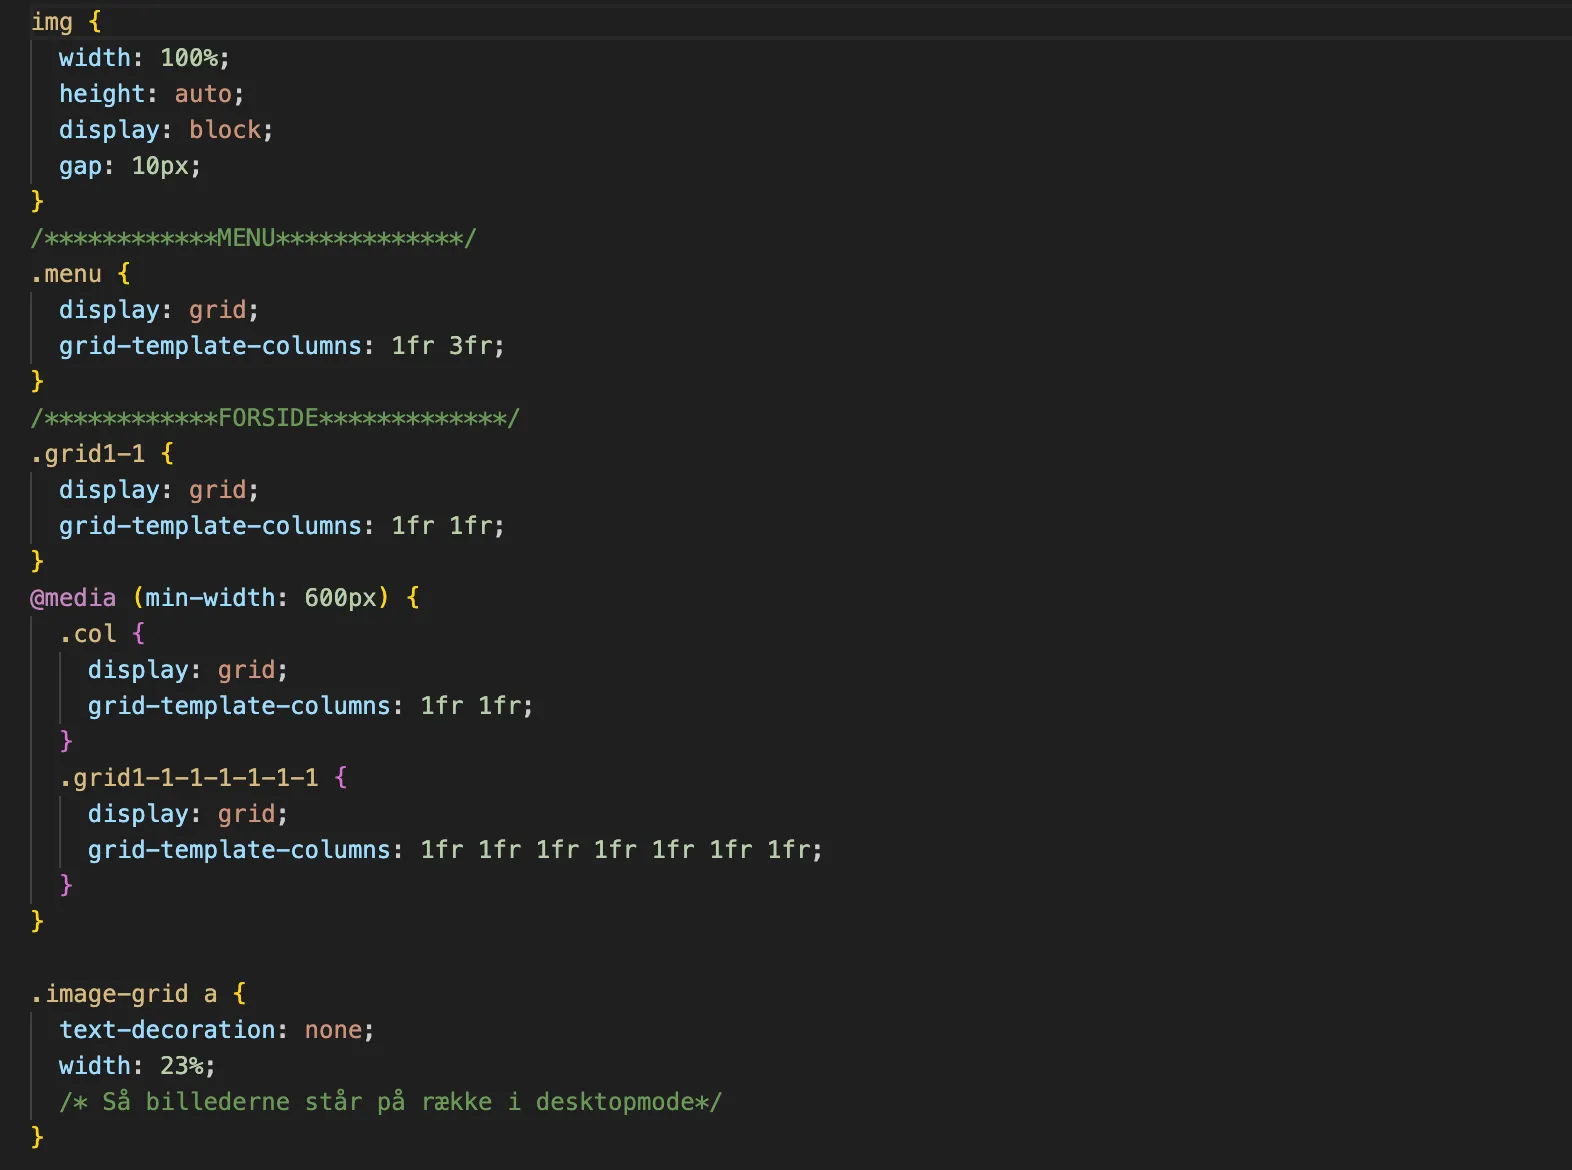 img {
  width: 100%;
  height: auto;
  display: block;
  gap: 10px;
}
/************MENU*************/
.menu {
  display: grid;
  grid-template-columns: 1fr 3fr;
}
/************FORSIDE*************/
.grid1-1 {
  display: grid;
  grid-template-columns: 1fr 1fr;
}
@media (min-width: 600px) {
  .col {
    display: grid;
    grid-template-columns: 1fr 1fr;
  }
  .grid1-1-1-1-1-1-1 {
    display: grid;
    grid-template-columns: 1fr 1fr 1fr 1fr 1fr 1fr 1fr;
  }
}

.image-grid a {
  text-decoration: none;
  width: 23%;
  /* Så billederne står på række i desktopmode*/
}